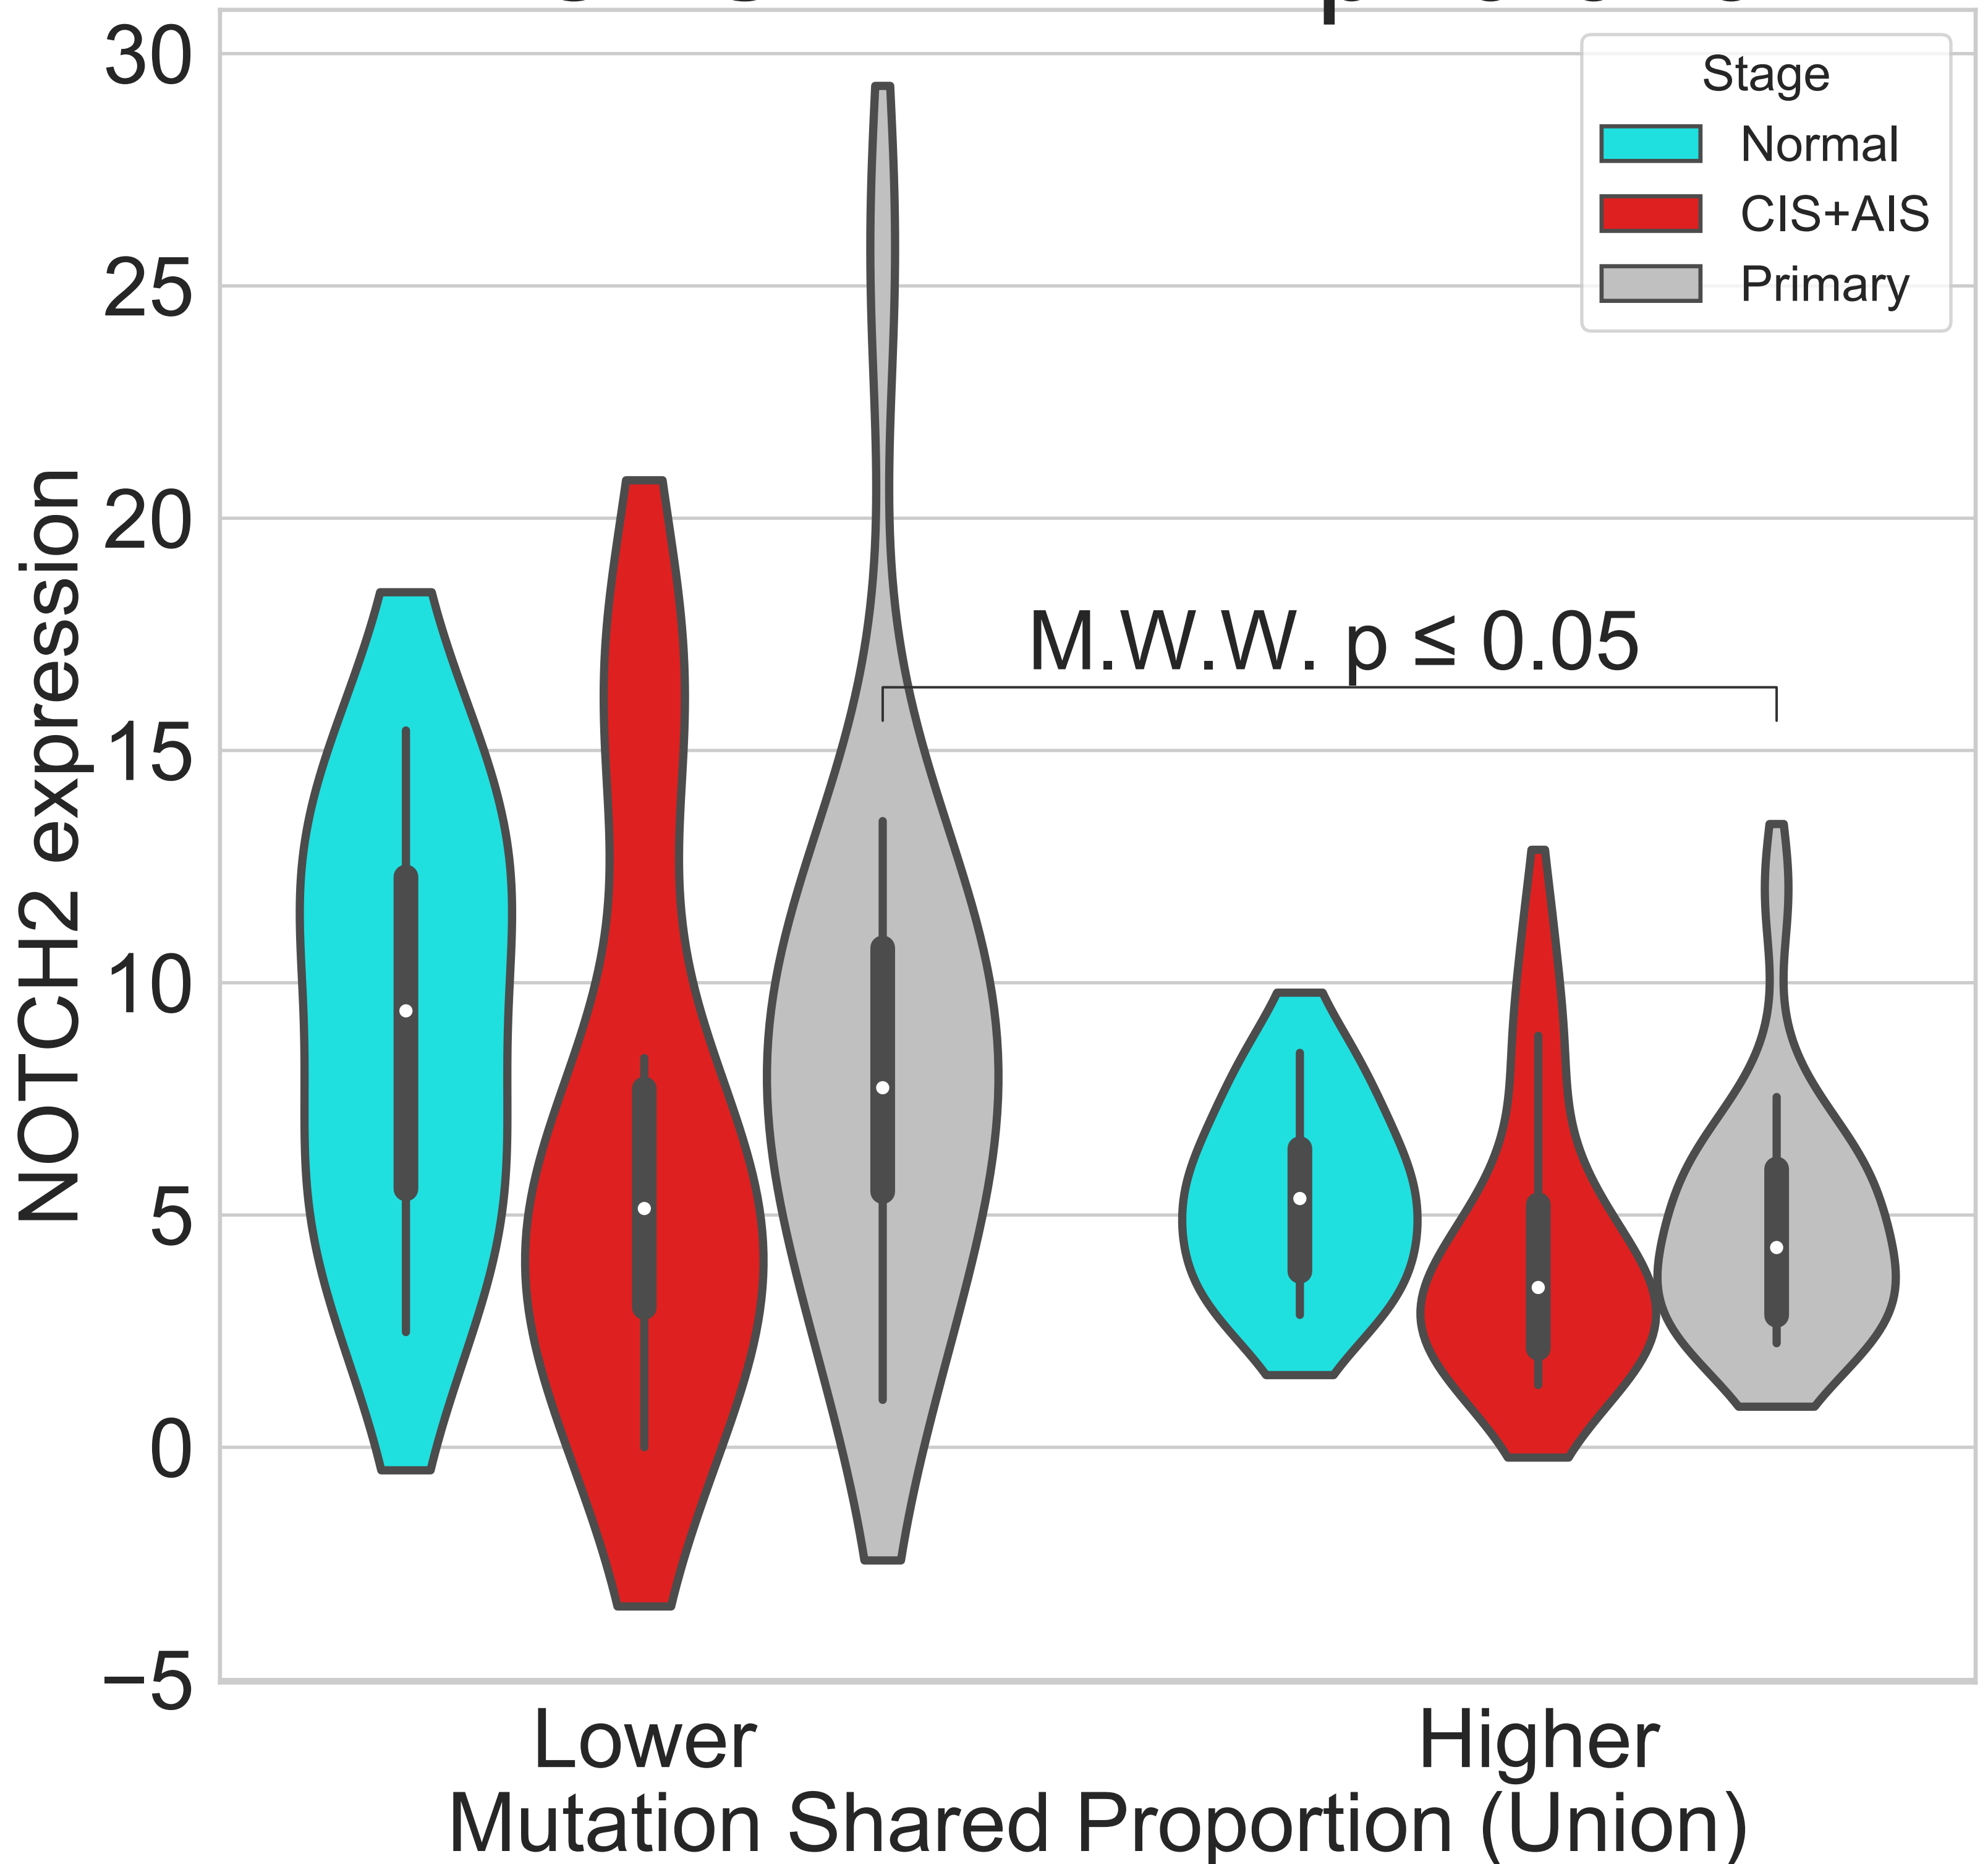 30
25
20
15
10
5
0
−5
NOTCH2 expression
Stage
Normal
CIS+AIS
Primary
M.W.W. p ≤ 0.05
Lower
Higher
Mutation Shared Proportion (Union)